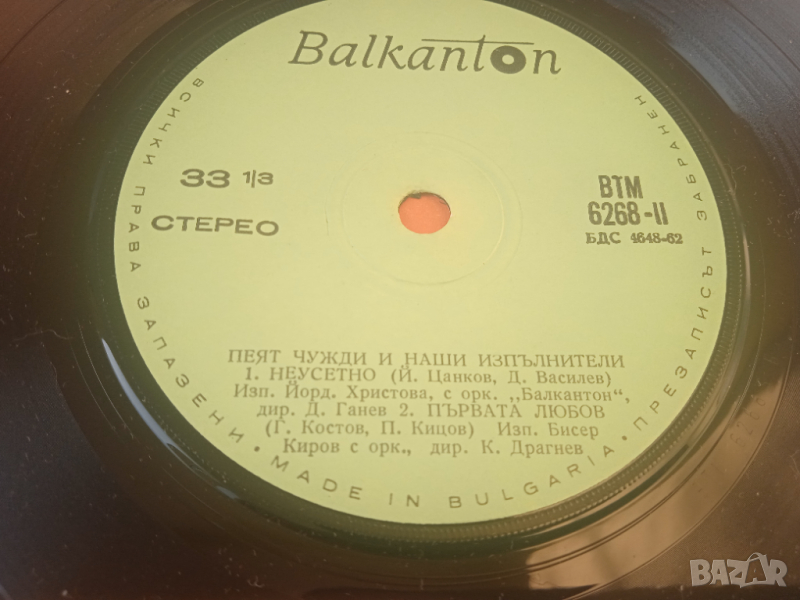 Balkanton
33 1/3
СТЕРЕО
ВТМ
6268-II
БДС 4648-62
ПЕЯТ ЧУЖДИ И НАШИ ИЗПЪЛНИТЕЛИ
1. НЕУСЕТНО (Й. Цанков, Д. Василев)
Изп. Йорд. Христова, с орк. „Балкантон",
дир. Д. Ганев 2. ПЪРВАТА ЛЮБОВ
(Г. Костов, П. Кицов) Изп. Бисер
Киров с орк., дир. К. Драгнев
ВСИЧКИ ПРАВА ЗАПАЗЕНИ • MADE IN BULGARIA • ПРЕЗАПИСЪТ ЗАБРАНЕН
BAZAR